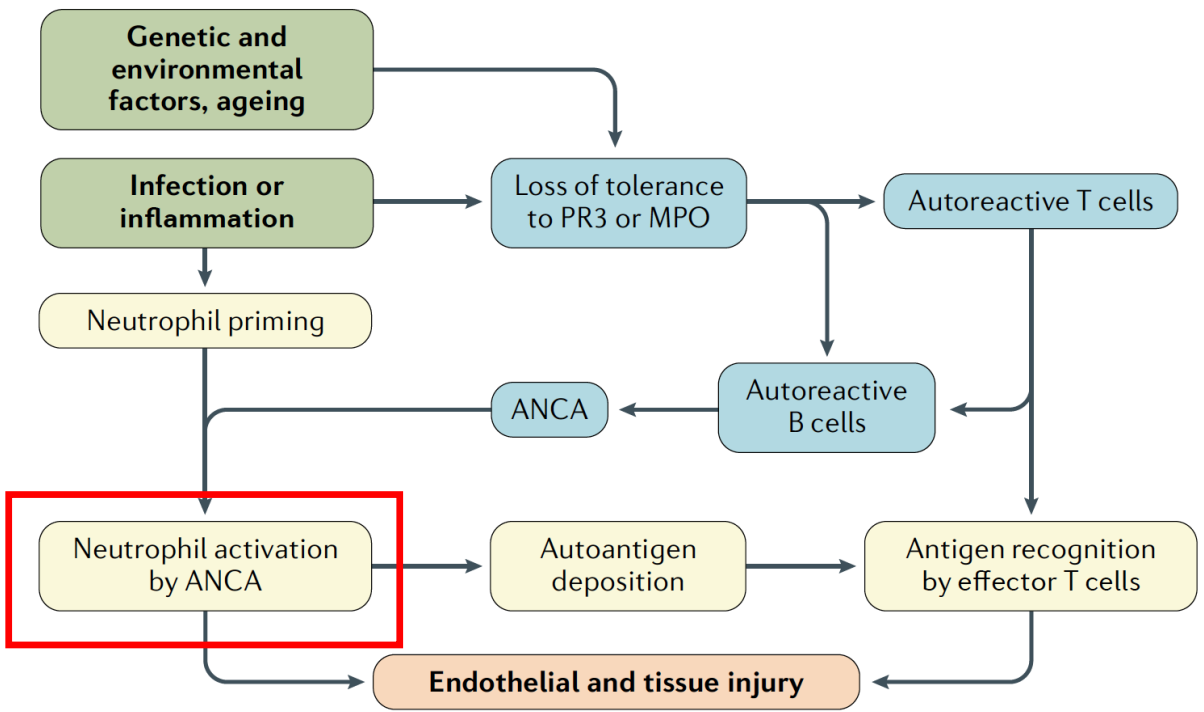 Genetic and
environmental
factors, ageing
Infection or
inflammation
Loss of tolerance
to PR3 or MPO
Autoreactive T cells
Neutrophil priming
ANCA
Autoreactive
B cells
Neutrophil activation
by ANCA
Autoantigen
deposition
Antigen recognition
by effector T cells
Endothelial and tissue injury